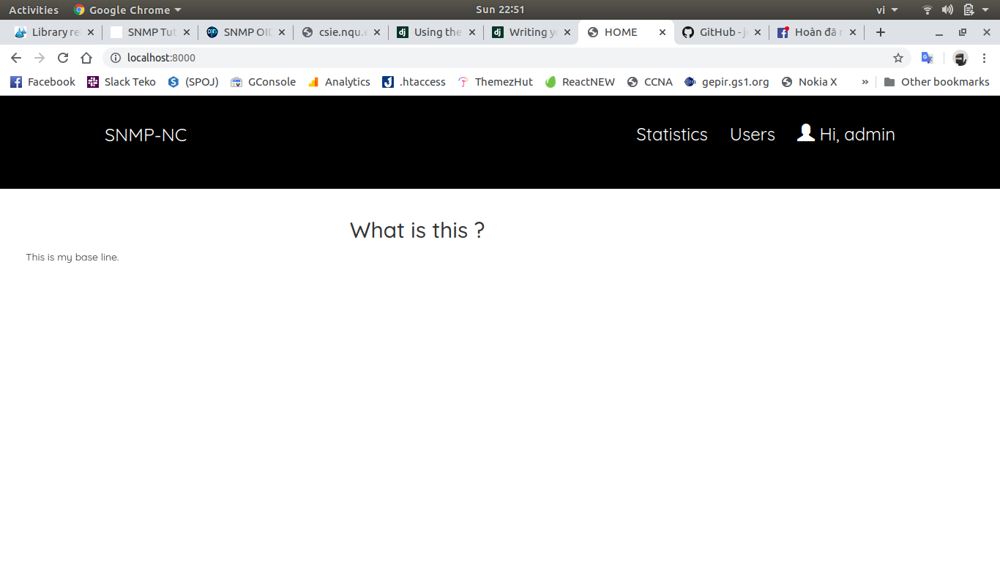 Activities Google Chrome Sun 22:51 vi
Library re SNMP Tut SNMP OID csie.nqu.e Using the Writing yo HOME GitHub - j Hoàn đã n
localhost:8000
Facebook Slack Teko (SPOJ) GConsole Analytics .htaccess ThemezHut ReactNEW CCNA gepir.gs1.org Nokia X » Other bookmarks
SNMP-NC Statistics Users Hi, admin
What is this ?
This is my base line.